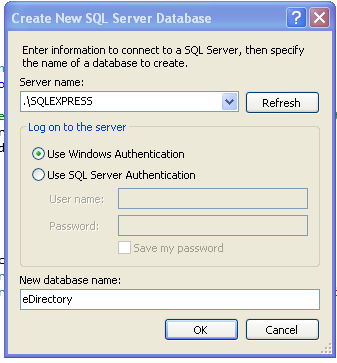 Create New SQL Server Database
Enter information to connect to a SQL Server, then specify
the name of a database to create.
Server name:
.\SQLEXPRESS
Refresh
Log on to the server
Use Windows Authentication
Use SQL Server Authentication
User name:
Password:
Save my password
New database name:
eDirectory
OK
Cancel